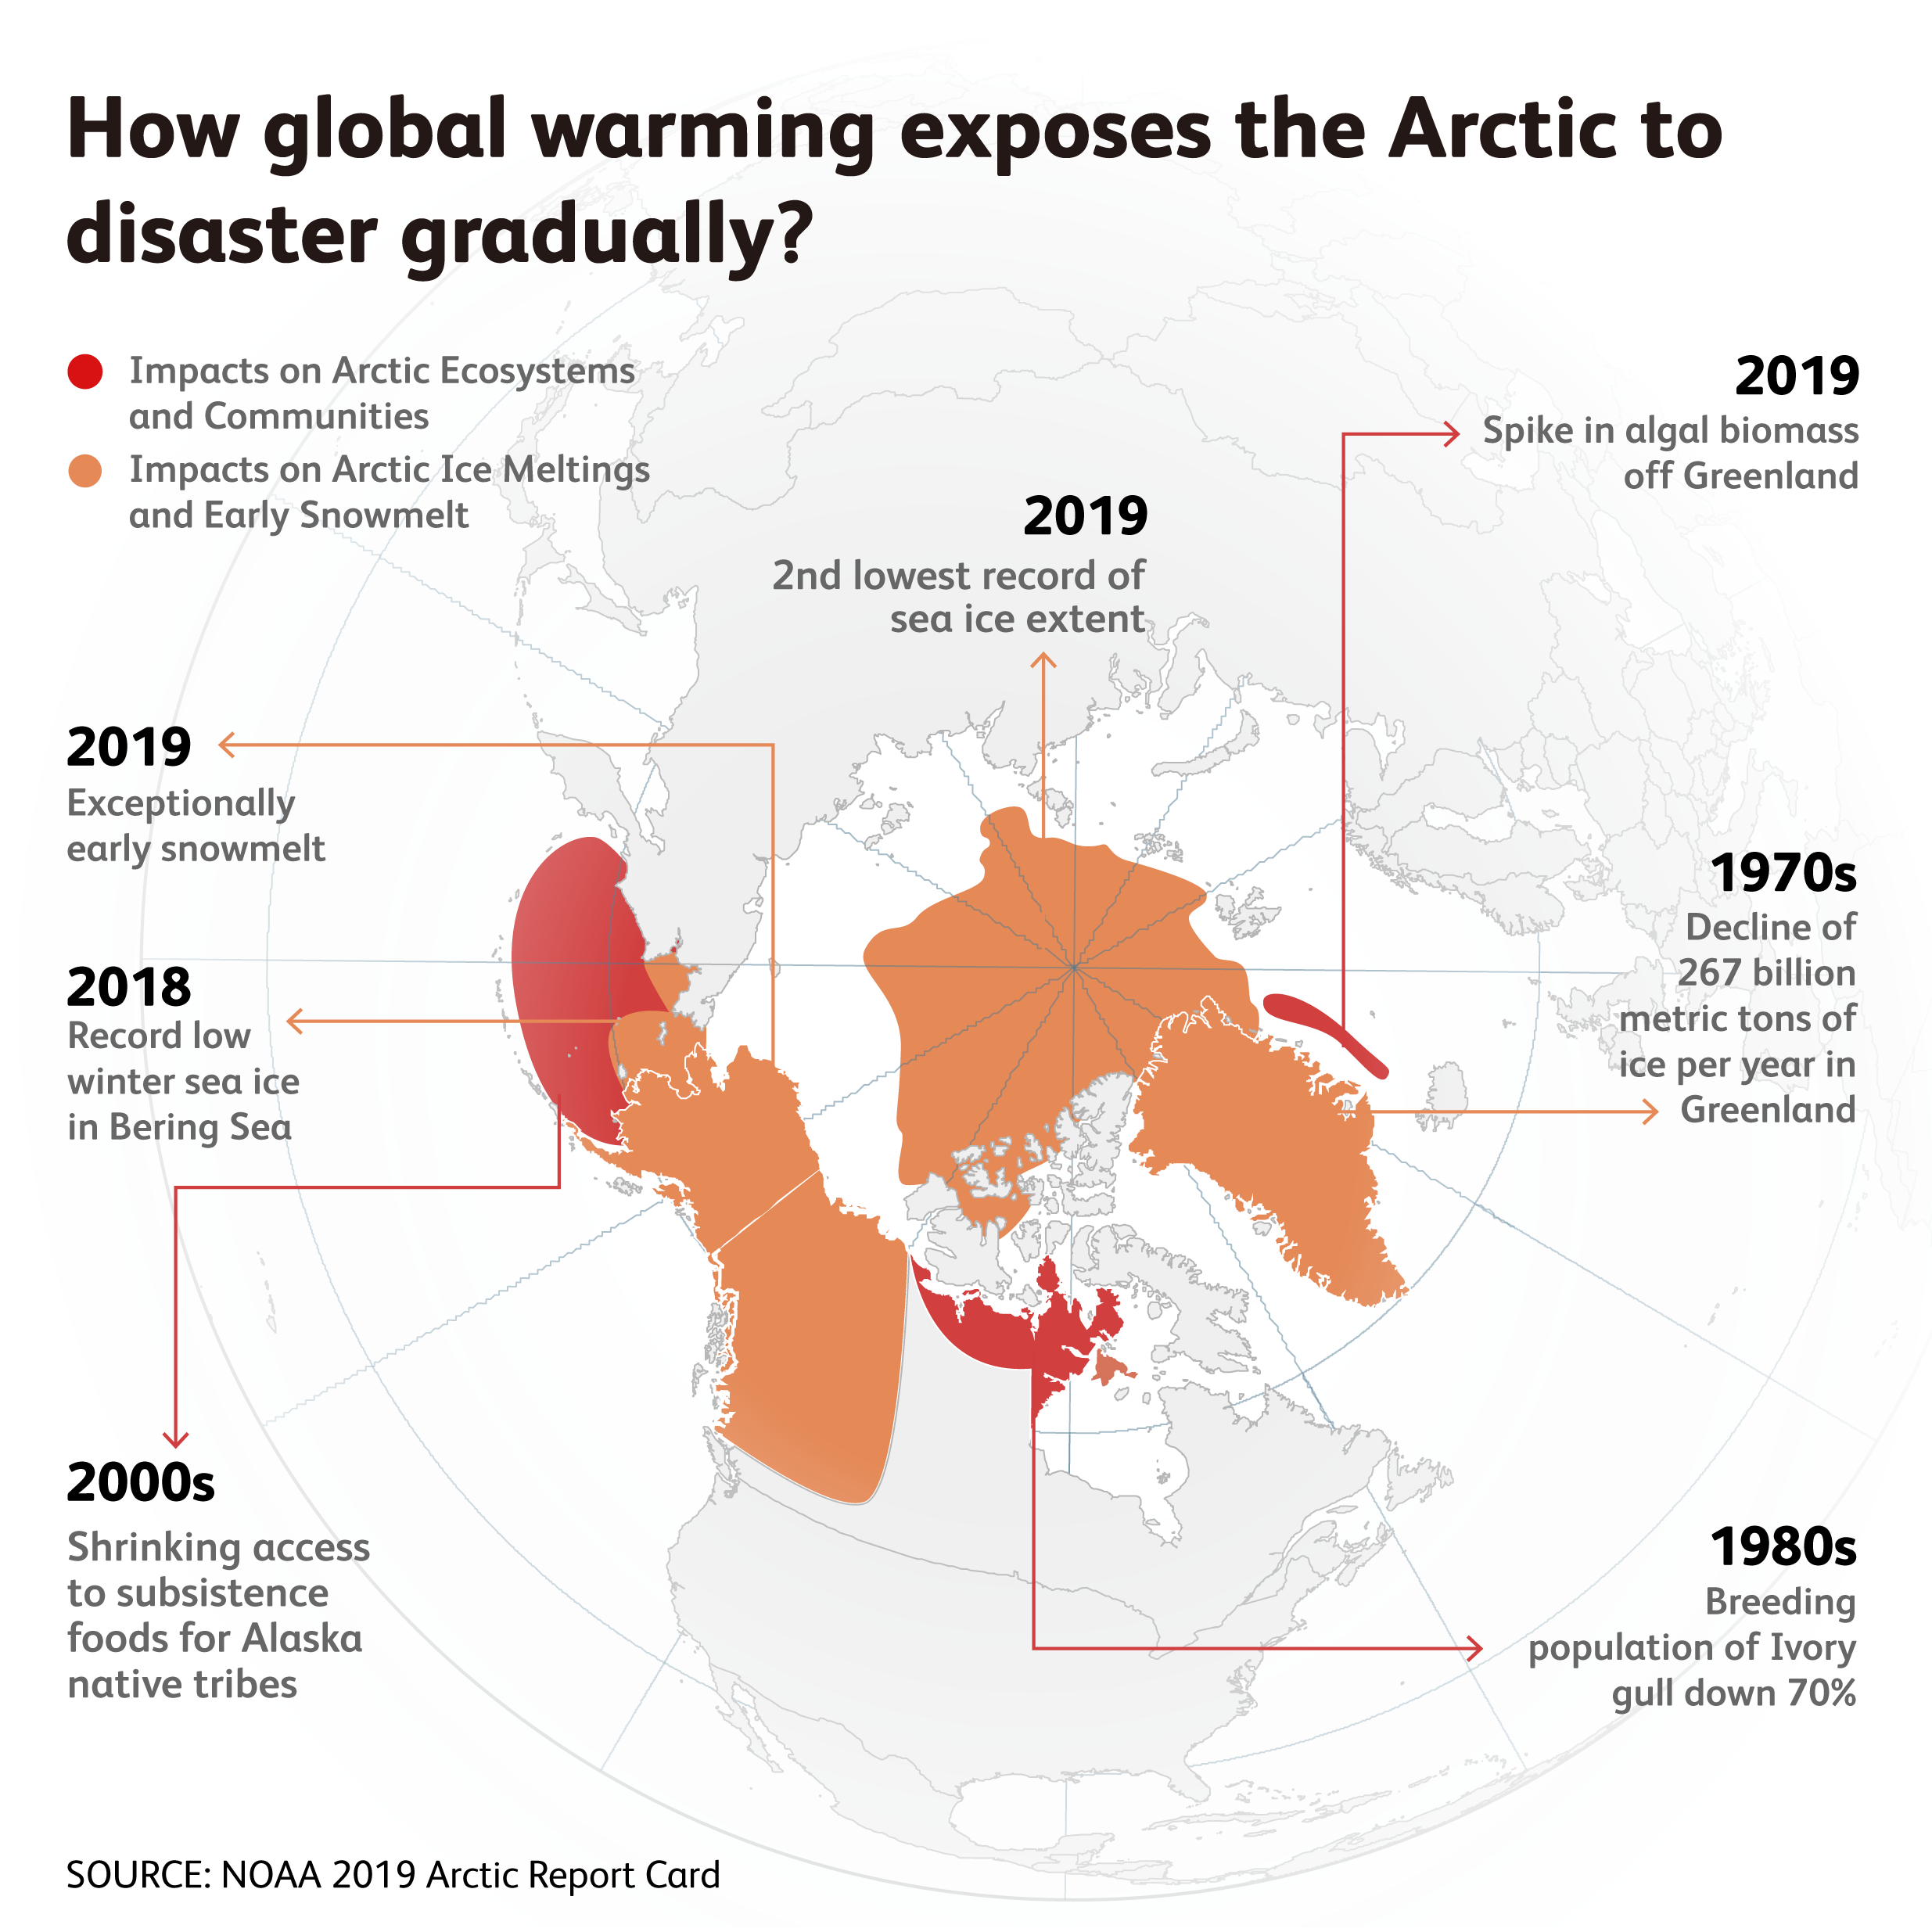 How global warming exposes the Arctic to
disaster gradually?
Impacts on Arctic Ecosystems
and Communities
Impacts on Arctic Ice Meltings
and Early Snowmelt
2019
Spike in algal biomass
off Greenland
2019
2nd lowest record of
sea ice extent
2019
Exceptionally
early snowmelt
1970s
Decline of
267 billion
metric tons of
ice per year in
Greenland
2018
Record low
winter sea ice
in Bering Sea
2000s
Shrinking access
to subsistence
foods for Alaska
native tribes
1980s
Breeding
population of Ivory
gull down 70%
SOURCE: NOAA 2019 Arctic Report Card